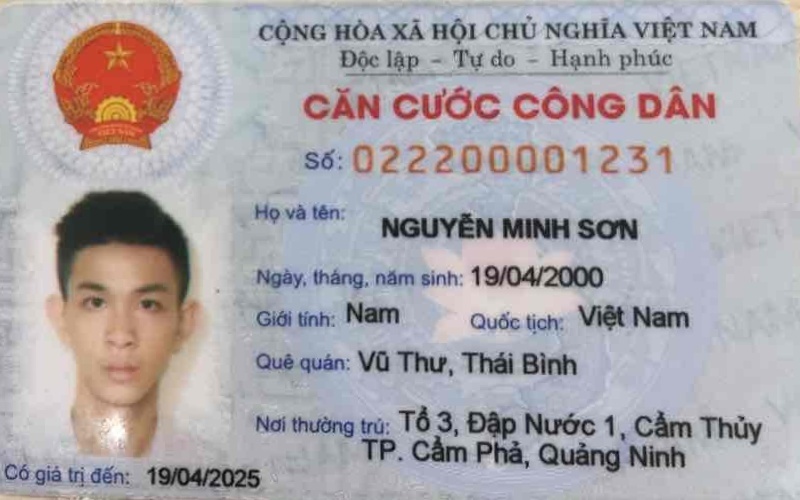 CỘNG HÒA XÃ HỘI CHỦ NGHĨA VIỆT NAM
Độc lập - Tự do - Hạnh phúc
CĂN CƯỚC CÔNG DÂN
Số: 022200001231
Họ và tên: NGUYỄN MINH SƠN
Ngày, tháng, năm sinh: 19/04/2000
Giới tính: Nam Quốc tịch: Việt Nam
Quê quán: Vũ Thư, Thái Bình
Nơi thường trú: Tổ 3, Đập Nước 1, Cẩm Thủy
TP. Cẩm Phả, Quảng Ninh
Có giá trị đến: 19/04/2025